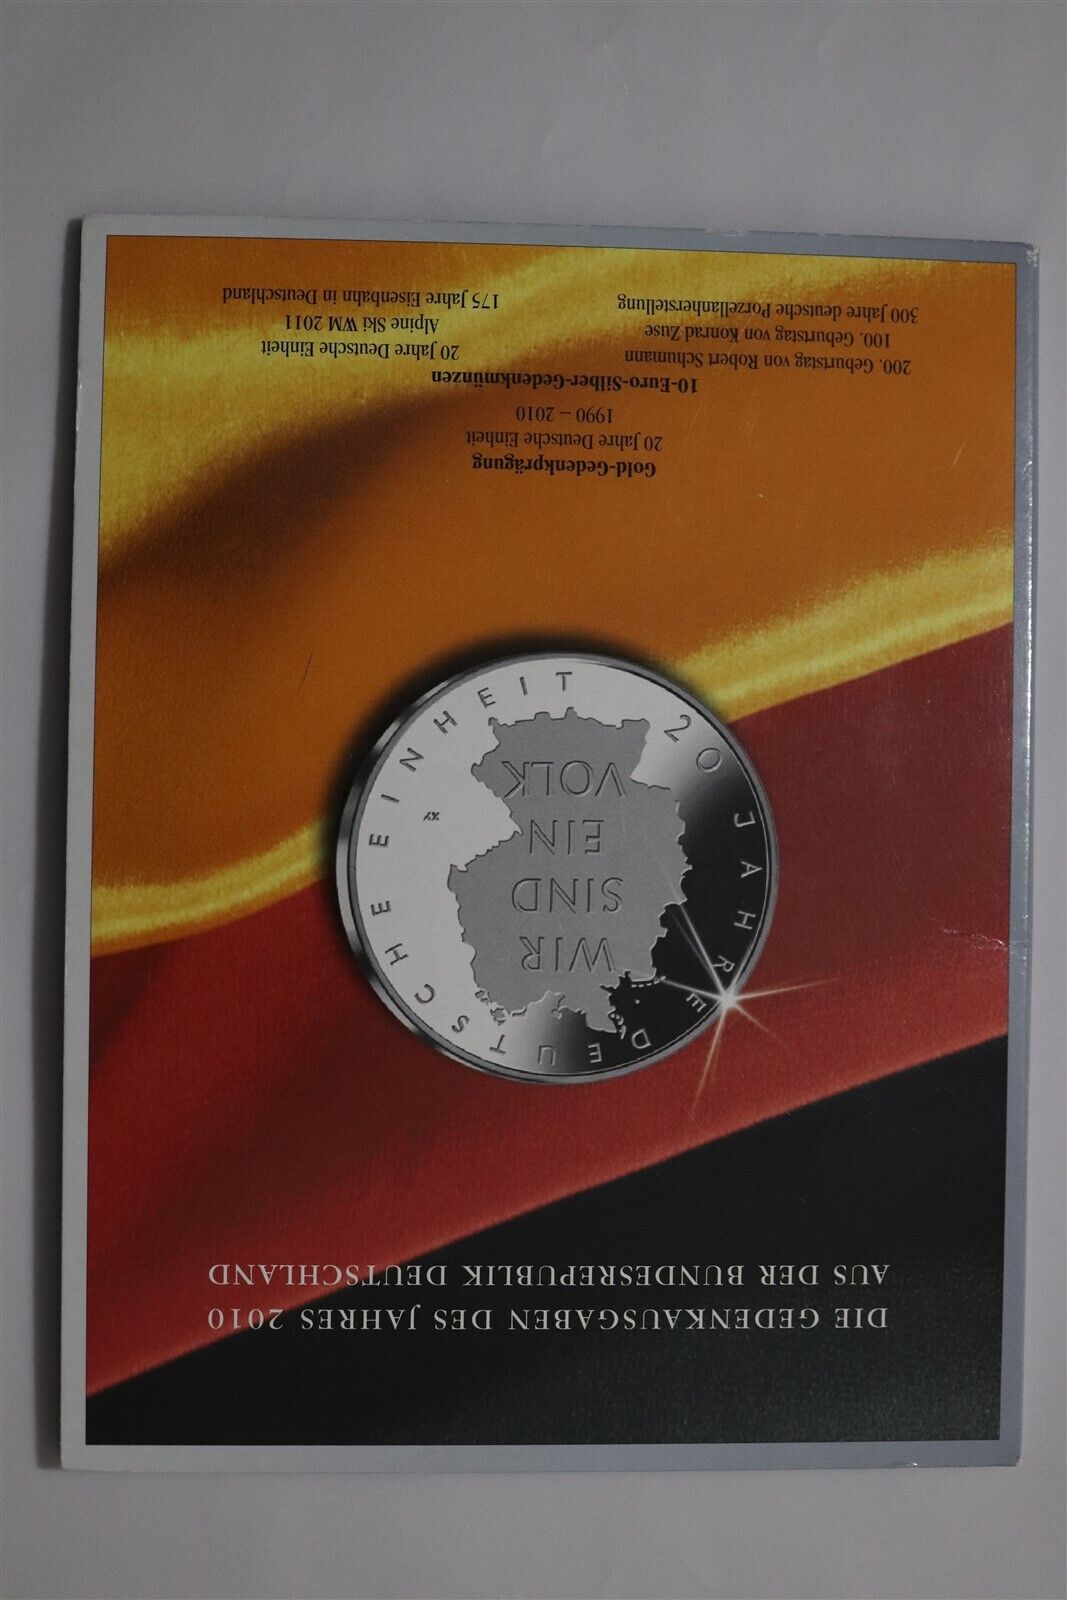 DIE GEDENKAUSGABEN DES JAHRES 2010
AUS DER BUNDESREPUBLIK DEUTSCHLAND
20 JAHRE DEUTSCHE EINHEIT
WIR
SIND
EIN
VOLK
Gold-Gedenkprägung
20 Jahre Deutsche Einheit
1990 – 2010
10-Euro-Silber-Gedenkmünzen
200. Geburtstag von Robert Schumann
100. Geburtstag von Konrad Zuse
300 Jahre deutsche Porzellanherstellung
20 Jahre Deutsche Einheit
Alpine Ski WM 2011
175 Jahre Eisenbahn in Deutschland